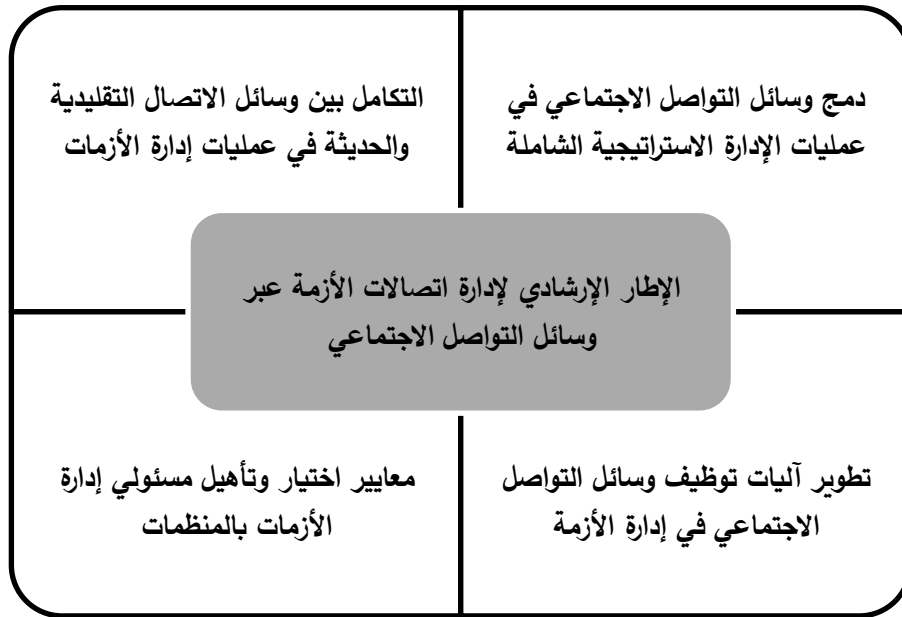 دمج وسائل التواصل الاجتماعي في
عمليات الإدارة الاستراتيجية الشاملة
التكامل بين وسائل الاتصال التقليدية
والحديثة في عمليات إدارة الأزمات
الإطار الإرشادي لإدارة اتصالات الأزمة عبر
وسائل التواصل الاجتماعي
تطوير آليات توظيف وسائل التواصل
الاجتماعي في إدارة الأزمة
معايير اختيار وتأهيل مسئولي إدارة
الأزمات بالمنظمات